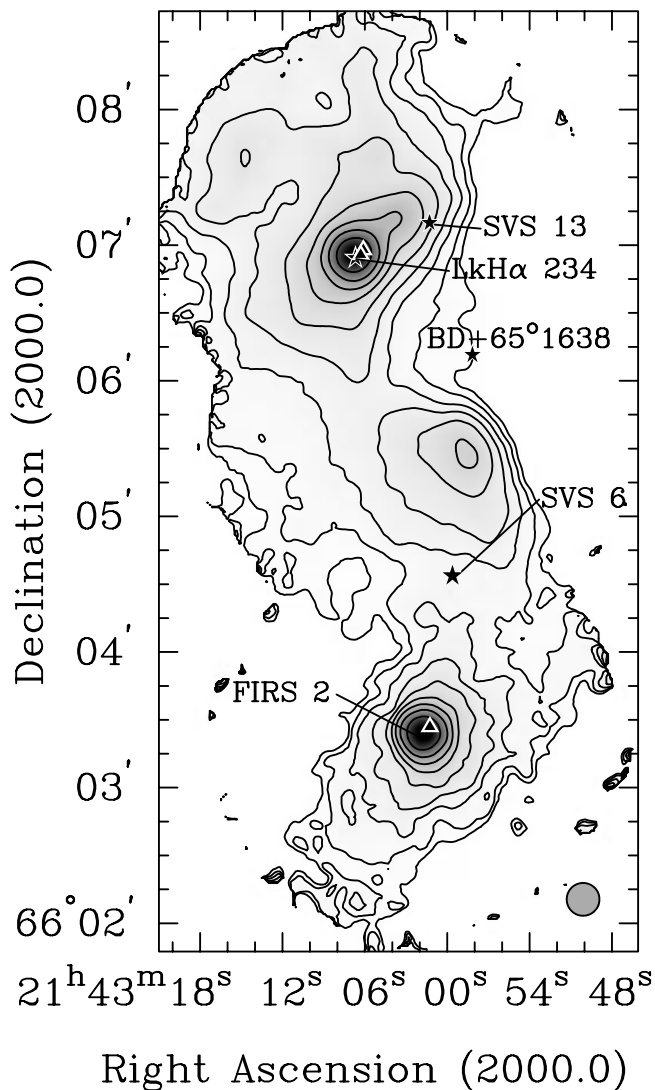 08′
07′
SVS 13
LkHα 234
BD+65°1638
06′
05′
SVS 6
04′
FIRS 2
03′
66°02′
Declination (2000.0)
21ʰ43ᵐ18ˢ 12ˢ 06ˢ 00ˢ 54ˢ 48ˢ
Right Ascension (2000.0)